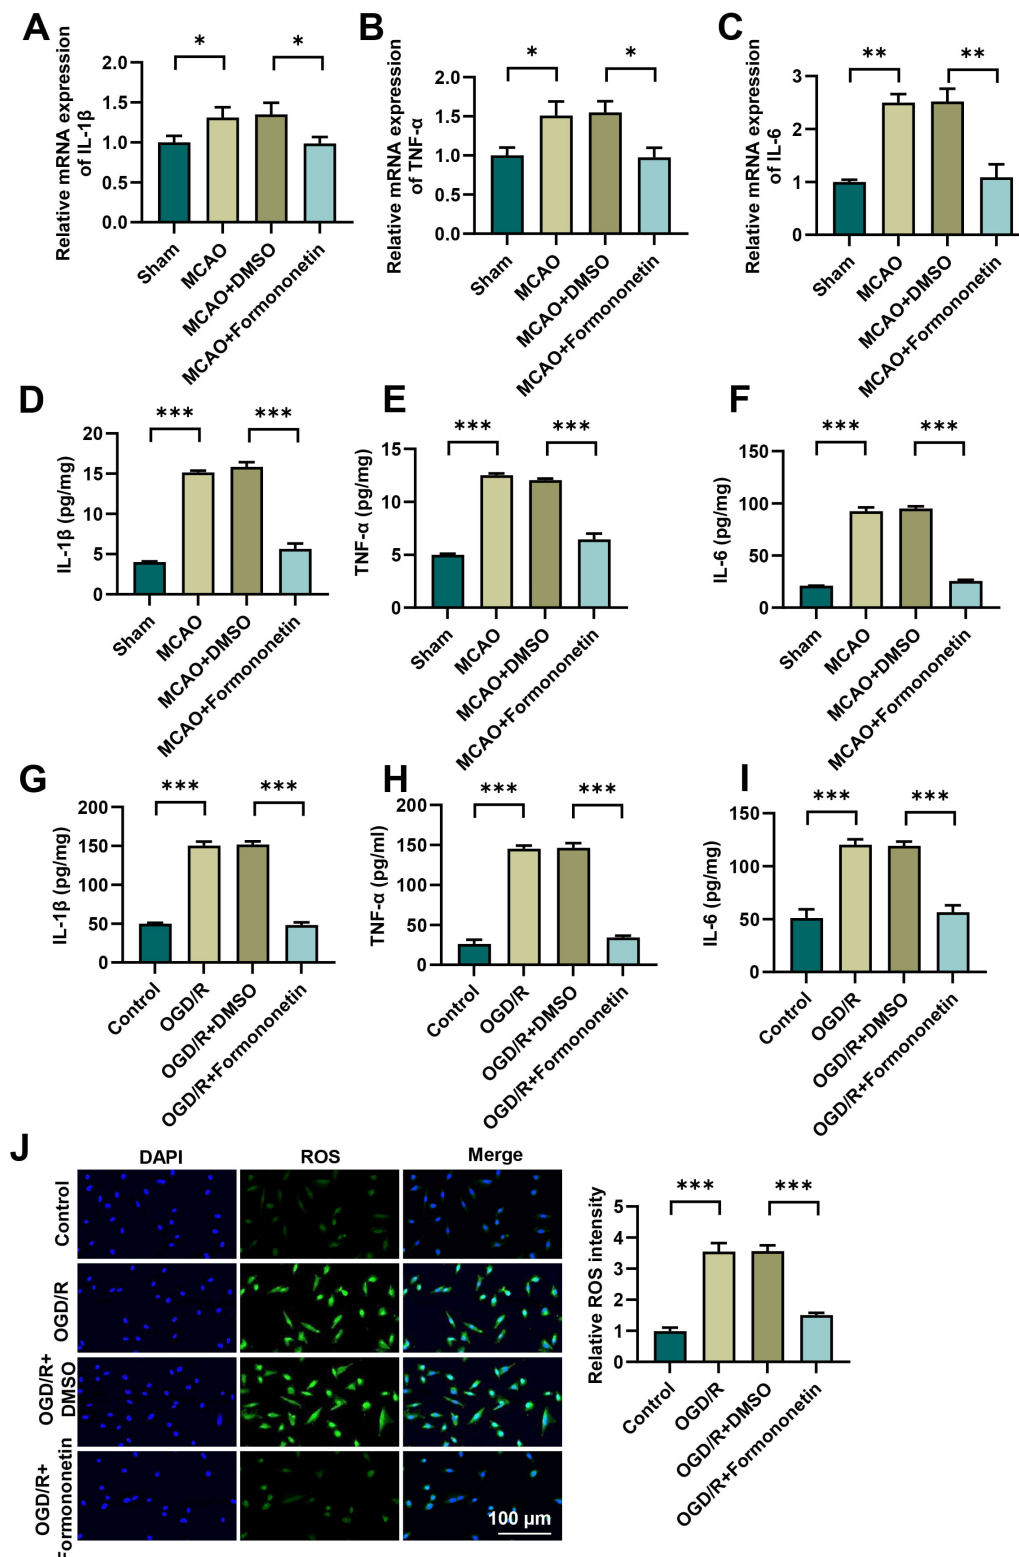 A
Relative mRNA expression
of IL-1β
2.0
1.5
1.0
0.5
0.0
*
*
Sham
MCAO
MCAO+DMSO
MCAO+Formononetin
B
Relative mRNA expression
of TNF-α
2.0
1.5
1.0
0.5
0.0
*
*
Sham
MCAO
MCAO+DMSO
MCAO+Formononetin
C
Relative mRNA expression
of IL-6
3
2
1
0
**
**
Sham
MCAO
MCAO+DMSO
MCAO+Formononetin
D
IL-1β (pg/mg)
20
15
10
5
0
***
***
Sham
MCAO
MCAO+DMSO
MCAO+Formononetin
E
TNF-α (pg/mg)
15
10
5
0
***
***
Sham
MCAO
MCAO+DMSO
MCAO+Formononetin
F
IL-6 (pg/mg)
150
100
50
0
***
***
Sham
MCAO
MCAO+DMSO
MCAO+Formononetin
G
IL-1β (pg/mg)
200
150
100
50
0
***
***
Control
OGD/R
OGD/R+DMSO
OGD/R+Formononetin
H
TNF-α (pg/ml)
200
150
100
50
0
***
***
Control
OGD/R
OGD/R+DMSO
OGD/R+Formononetin
I
IL-6 (pg/mg)
150
100
50
0
***
***
Control
OGD/R
OGD/R+DMSO
OGD/R+Formononetin
J
DAPI
ROS
Merge
Control
OGD/R
OGD/R+
DMSO
OGD/R+
Formononetin
100 μm
Relative ROS intensity
5
4
3
2
1
0
***
***
Control
OGD/R
OGD/R+DMSO
OGD/R+Formononetin